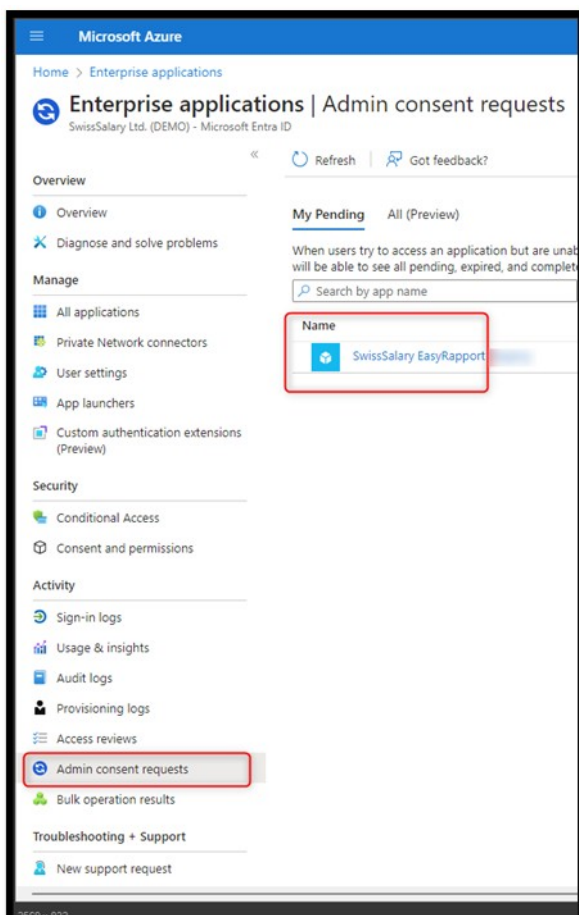 Microsoft Azure
Home > Enterprise applications
Enterprise applications | Admin consent requests
SwissSalary Ltd. (DEMO) - Microsoft Entra ID
«
Refresh | Got feedback?
Overview
Overview
Diagnose and solve problems
Manage
All applications
Private Network connectors
User settings
App launchers
Custom authentication extensions
(Preview)
Security
Conditional Access
Consent and permissions
Activity
Sign-in logs
Usage & insights
Audit logs
Provisioning logs
Access reviews
Admin consent requests
Bulk operation results
Troubleshooting + Support
New support request
My Pending All (Preview)
When users try to access an application but are unab
will be able to see all pending, expired, and complet
Search by app name
Name
SwissSalary EasyRapport